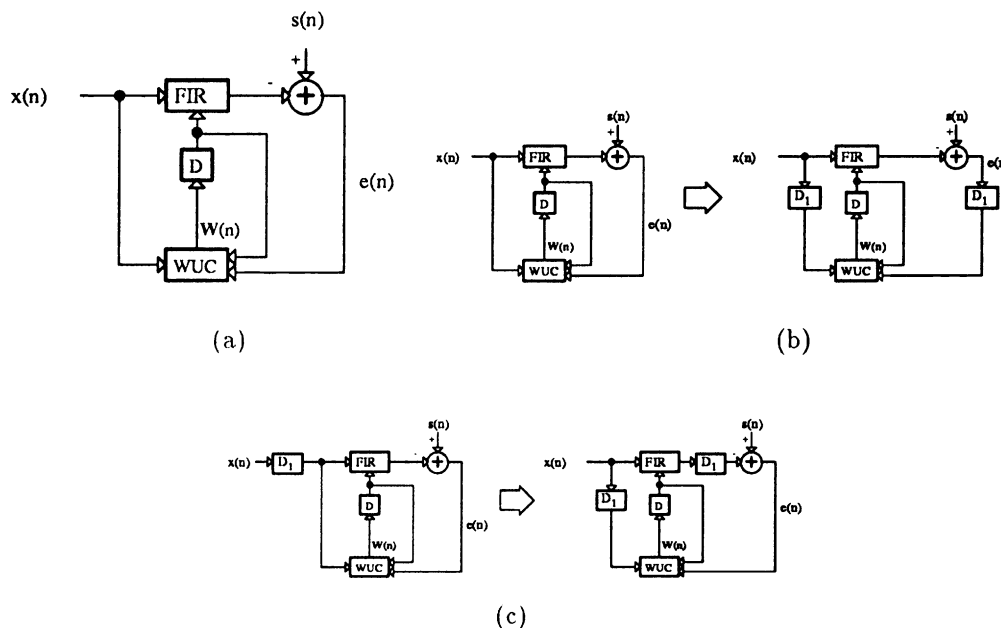 s(n)
+
x(n)
FIR
-
+
D
e(n)
W(n)
WUC
(a)
s(n)
+
x(n)
FIR
-
+
D
e(n)
W(n)
WUC
s(n)
+
x(n)
FIR
-
+
e(n
D1
D
D1
W(n)
WUC
(b)
s(n)
+
x(n)
D1
FIR
-
+
D
e(n)
W(n)
WUC
s(n)
+
x(n)
FIR
D1
-
+
D1
D
e(n)
W(n)
WUC
(c)